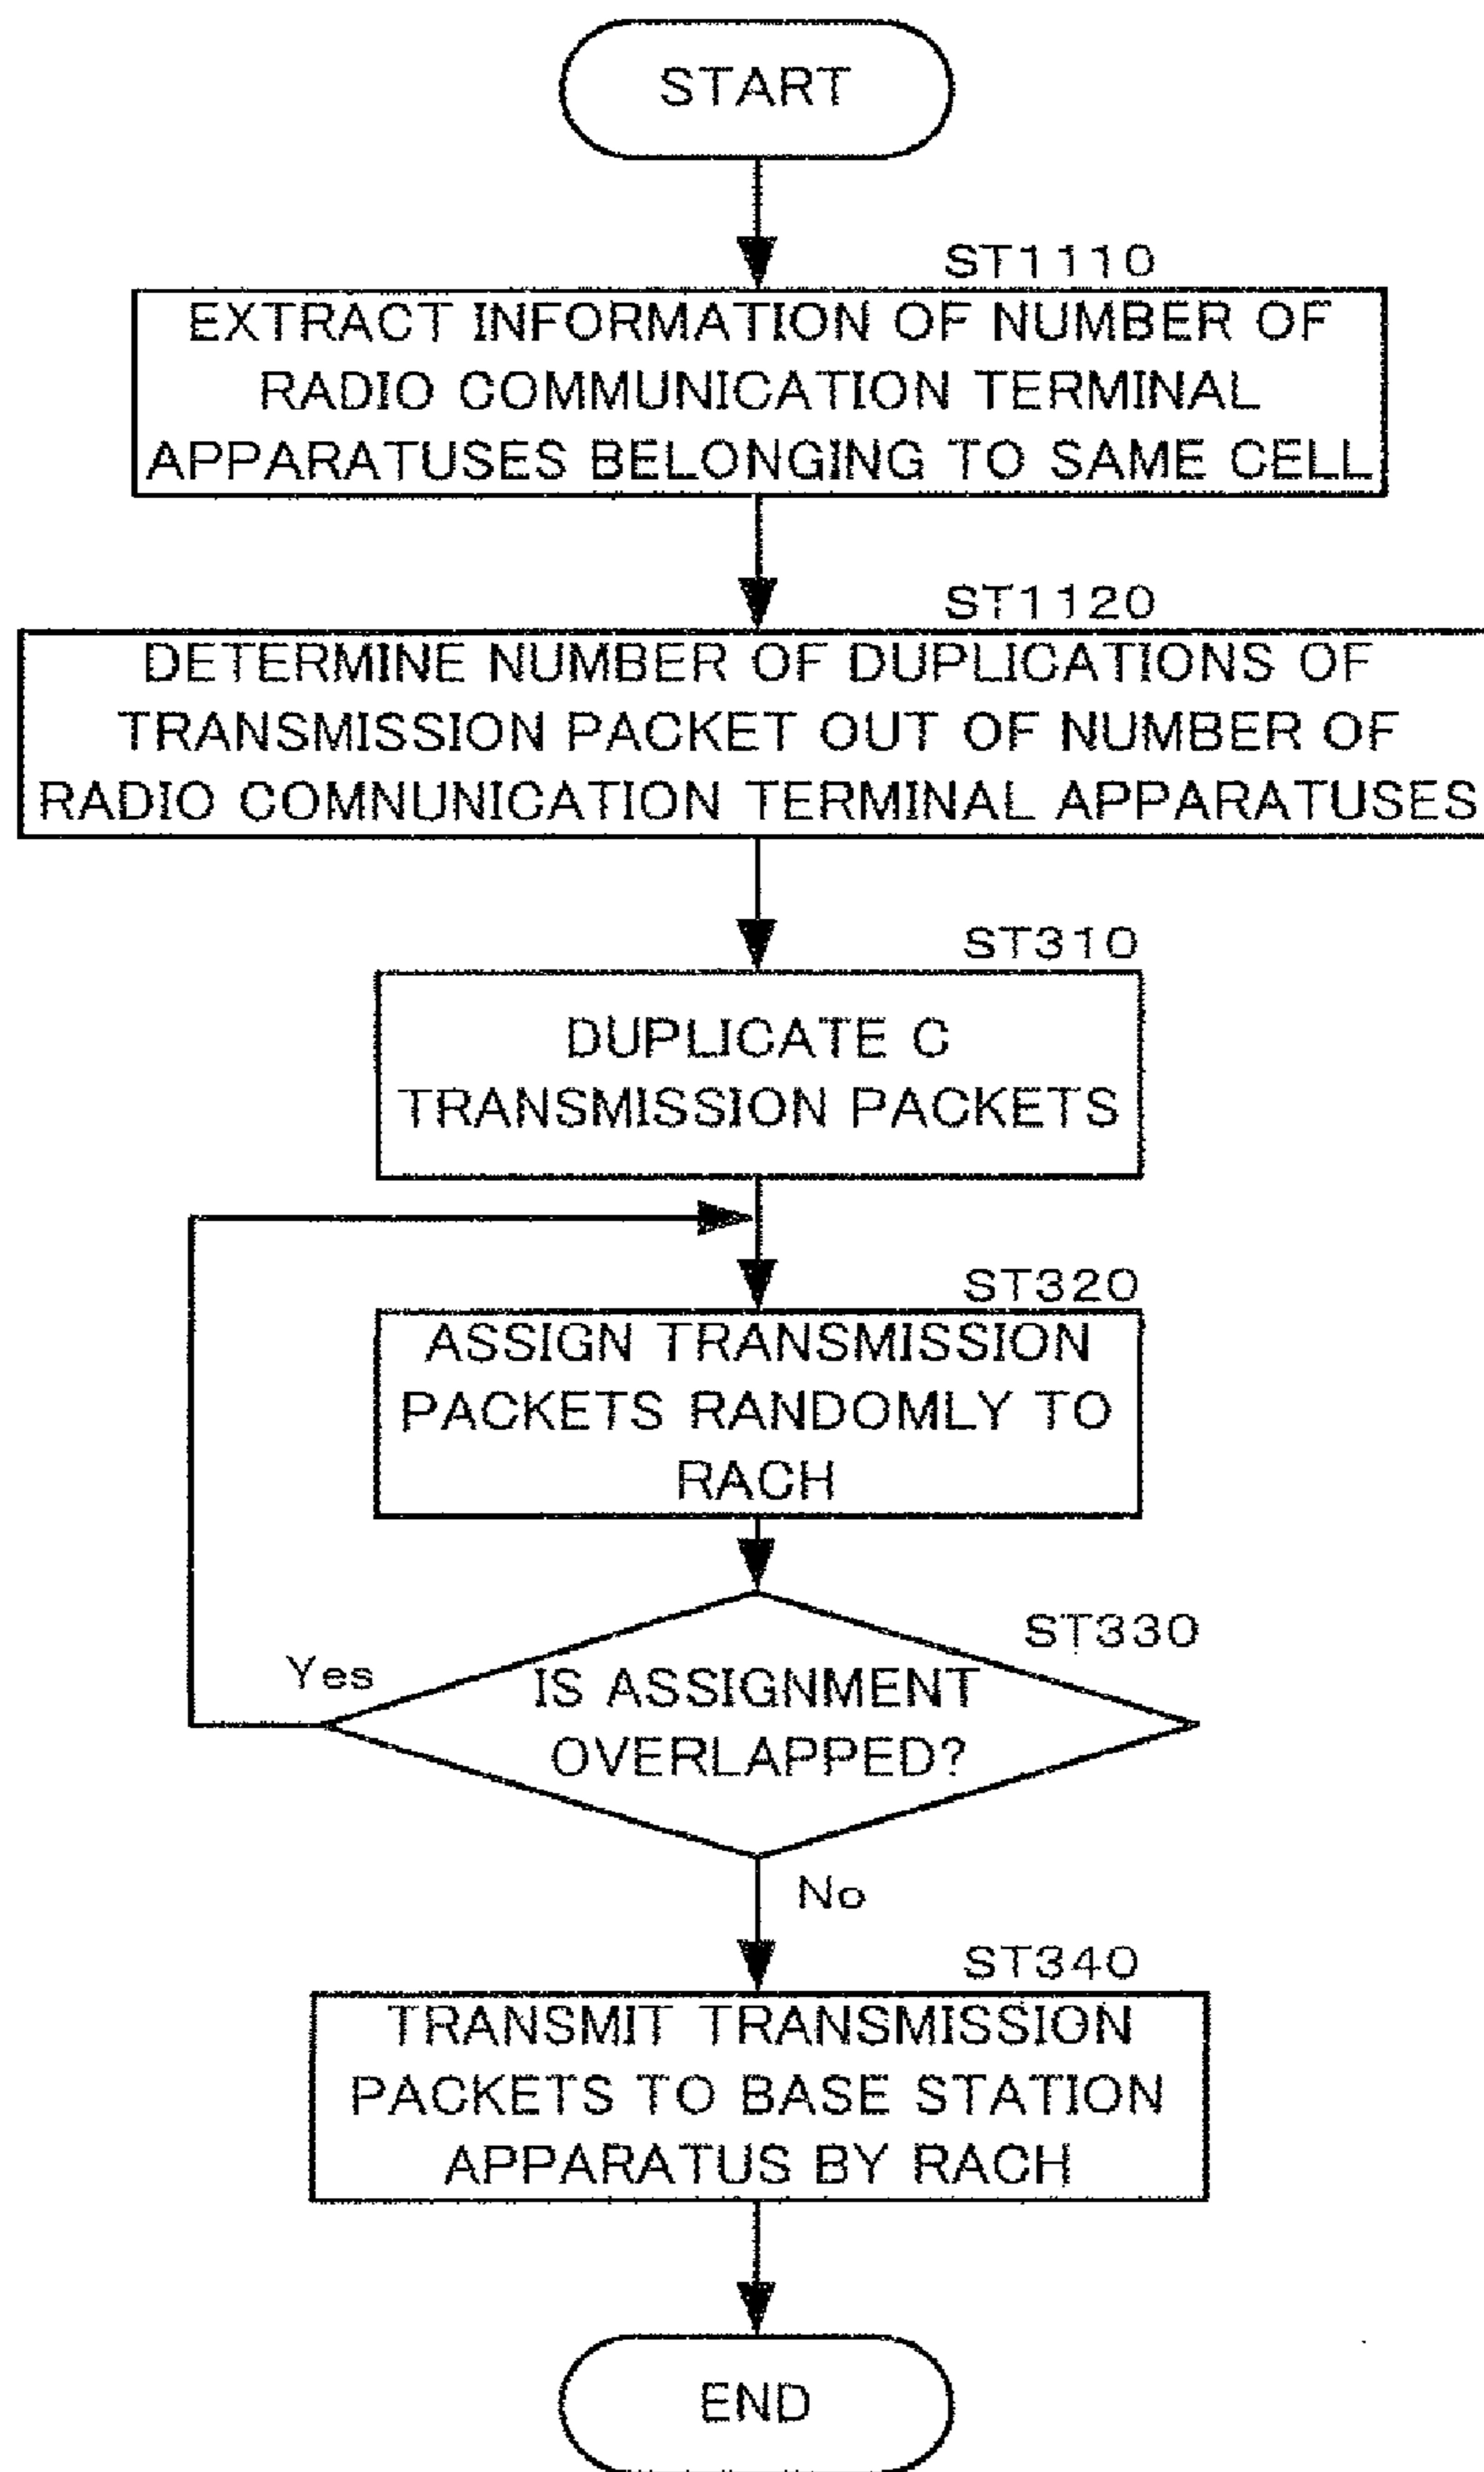 START
ST1110
EXTRACT INFORMATION OF NUMBER OF
RADIO COMMUNICATION TERMINAL
APPARATUSES BELONGING TO SAME CELL
ST1120
DETERMINE NUMBER OF DUPLICATIONS OF
TRANSMISSION PACKET OUT OF NUMBER OF
RADIO COMNUNICATION TERMINAL APPARATUSES
ST310
DUPLICATE C
TRANSMISSION PACKETS
ST320
ASSIGN TRANSMISSION
PACKETS RANDOMLY TO
RACH
ST330
Yes
IS ASSIGNMENT
OVERLAPPED?
No
ST340
TRANSMIT TRANSMISSION
PACKETS TO BASE STATION
APPARATUS BY RACH
END